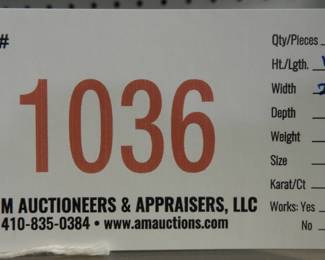 #
1036
M AUCTIONEERS & APPRAISERS, LLC
410-835-0384 • www.amauctions.com
Qty/Pieces
Ht./Lgth.
Width
Depth
Weight
Size
Karat/Ct
Works: Yes
No